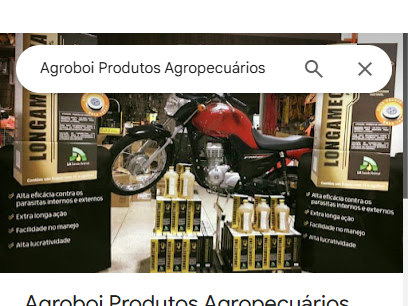 Agroboi Produtos Agropecuários
LONGAMEC
Alta eficácia contra os
parasitas internos e externos
Extra longa ação
Facilidade no manejo
Alta lucratividade
LONGAMEC
Alta eficácia contra os
parasitas internos e externos
Extra longa ação
Facilidade no manejo
Alta lucratividade
Agroboi Produtos Agropecuários